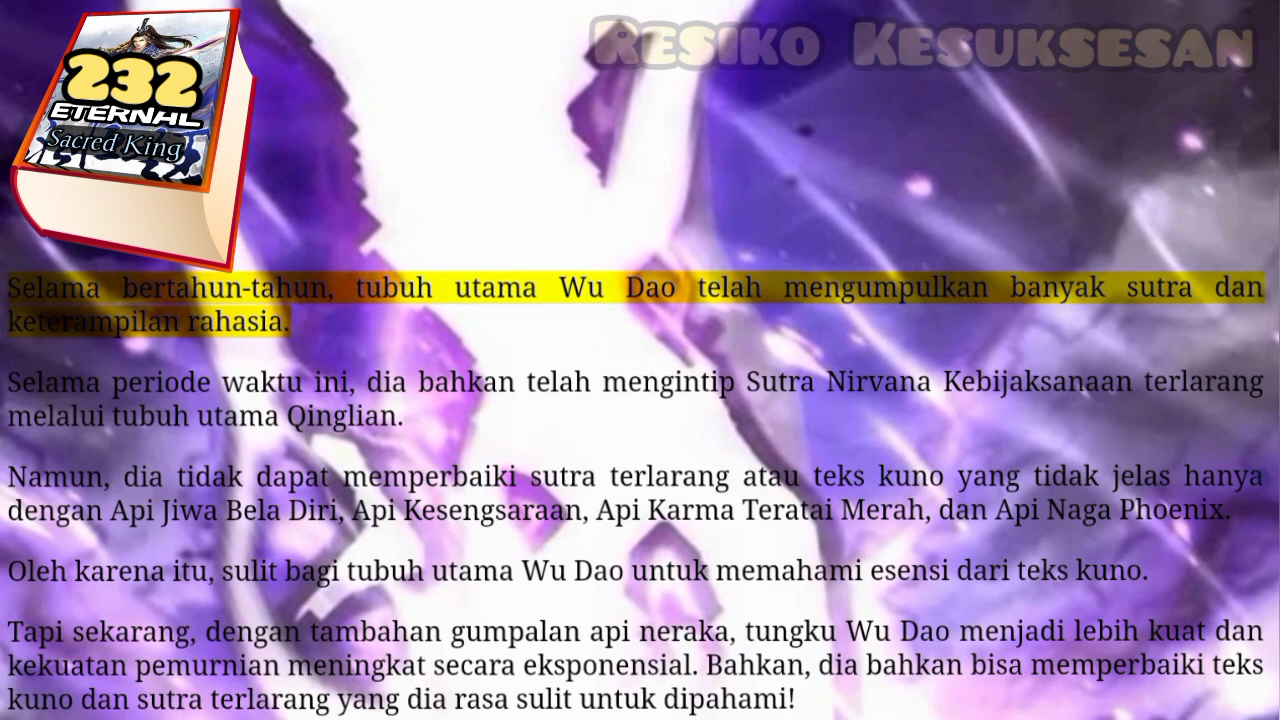 Resiko Kesuksesan
232
ETERNAL
Sacred King
Selama bertahun-tahun, tubuh utama Wu Dao telah mengumpulkan banyak sutra dan
keterampilan rahasia.
Selama periode waktu ini, dia bahkan telah mengintip Sutra Nirvana Kebijaksanaan terlarang
melalui tubuh utama Qinglian.
Namun, dia tidak dapat memperbaiki sutra terlarang atau teks kuno yang tidak jelas hanya
dengan Api Jiwa Bela Diri, Api Kesengsaraan, Api Karma Teratai Merah, dan Api Naga Phoenix.
Oleh karena itu, sulit bagi tubuh utama Wu Dao untuk memahami esensi dari teks kuno.
Tapi sekarang, dengan tambahan gumpalan api neraka, tungku Wu Dao menjadi lebih kuat dan
kekuatan pemurnian meningkat secara eksponensial. Bahkan, dia bahkan bisa memperbaiki teks
kuno dan sutra terlarang yang dia rasa sulit untuk dipahami!